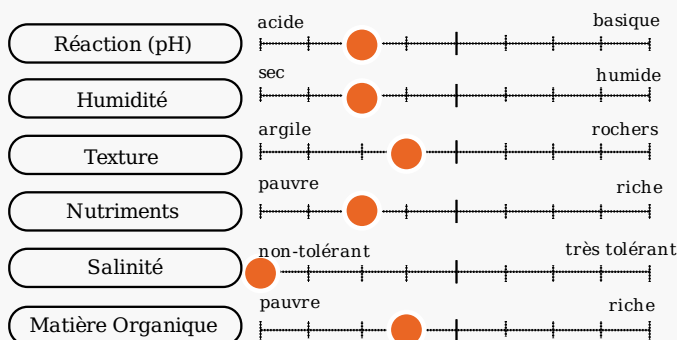 acide basique
Réaction (pH)
sec humide
Humidité
argile rochers
Texture
pauvre riche
Nutriments
non-tolérant très tolérant
Salinité
pauvre riche
Matière Organique